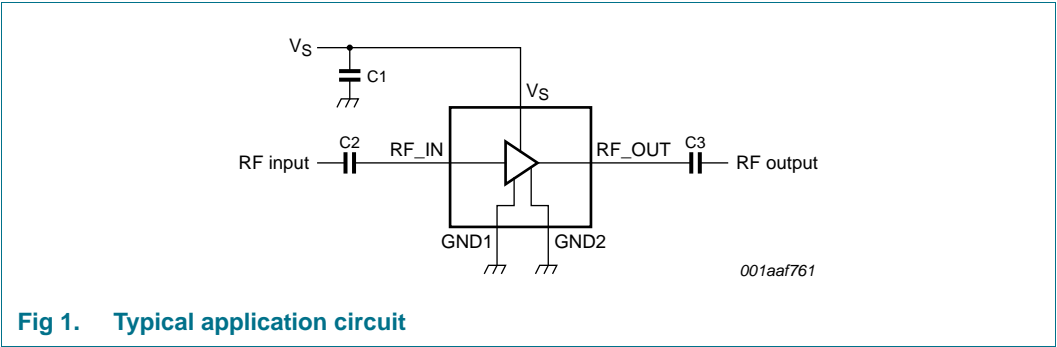 VS
C1
VS
C2
RF_IN
RF_OUT
C3
RF input
RF output
GND1
GND2
001aaf761
Fig 1. Typical application circuit